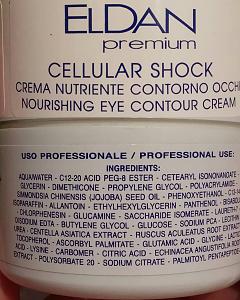 ELDAN
premium
CELLULAR SHOCK
CREMA NUTRIENTE CONTORNO OCCHI
NOURISHING EYE CONTOUR CREAM
USO PROFESSIONALE / PROFESSIONAL USE:
INGREDIENTS:
AQUAWATER - C12-20 ACID PEG-8 ESTER - CETEARYL ISONONANOATE
GLYCERIN - DIMETHICONE - PROPYLENE GLYCOL - POLYACRYLAMIDE -
SIMMONDSIA CHINENSIS (JOJOBA) SEED OIL - PHENOXYETHANOL - C13-14
ISOPARAFFIN - ALLANTOIN - ETHYLHEXYLGLYCERIN - PANTHENOL -
- CHLORPHENESIN - GLUCAMINE - SACCHARIDE ISOMERATE -
DISODIUM EDTA - BUTYLENE GLYCOL - GLUCOSE - SODIUM PCA -
UREA - CENTELLA ASIATICA EXTRACT - RUSCUS ACULEATUS ROOT EXTRACT
TOCOPHEROL - ASCORBYL PALMITATE - GLUTAMIC ACID - GLYCINE,
ACID - LYSINE - CARBOMER - CITRIC ACID - ECHINACEA ANGUSTIFOLIA
EXTRACT - POLYSORBATE 20 - SODIUM CITRATE - PALMITOYL